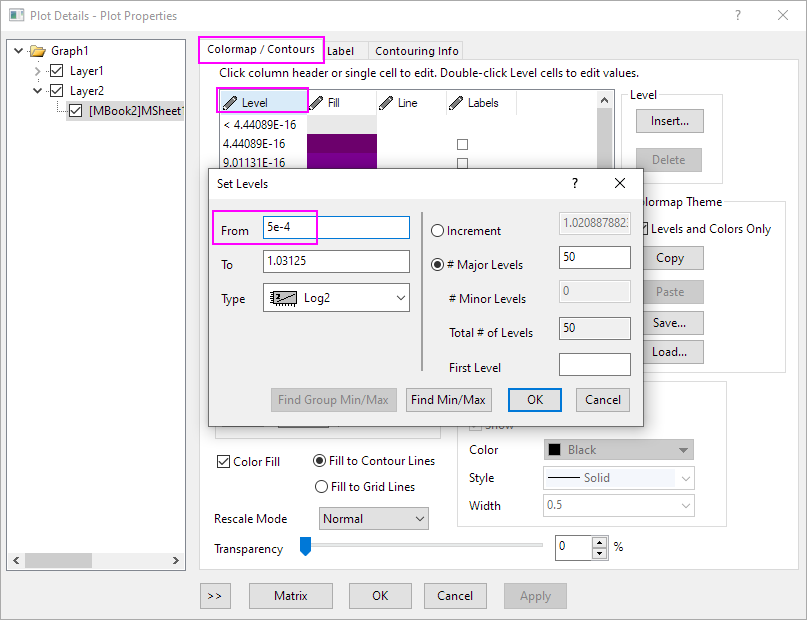 Plot Details - Plot Properties
Graph1
Layer1
Layer2
[MBook2]MSheet1
Colormap / Contours
Label
Contouring Info
Click column header or single cell to edit. Double-click Level cells to edit values.
Level
Fill
Line
Labels
< 4.44089E-16
4.44089E-16
9.01131E-16
Level
Insert...
Delete
Levels and Colors Only
Copy
Paste
Save...
Load...
Set Levels
?
From
5e-4
To
1.03125
Type
Log2
Increment
1.020887882
# Major Levels
50
# Minor Levels
0
Total # of Levels
50
First Level
Find Group Min/Max
Find Min/Max
OK
Cancel
Show
Color
Black
Style
Solid
Width
0.5
Color Fill
Fill to Contour Lines
Fill to Grid Lines
Rescale Mode
Normal
Transparency
0
%
>>
Matrix
OK
Cancel
Apply